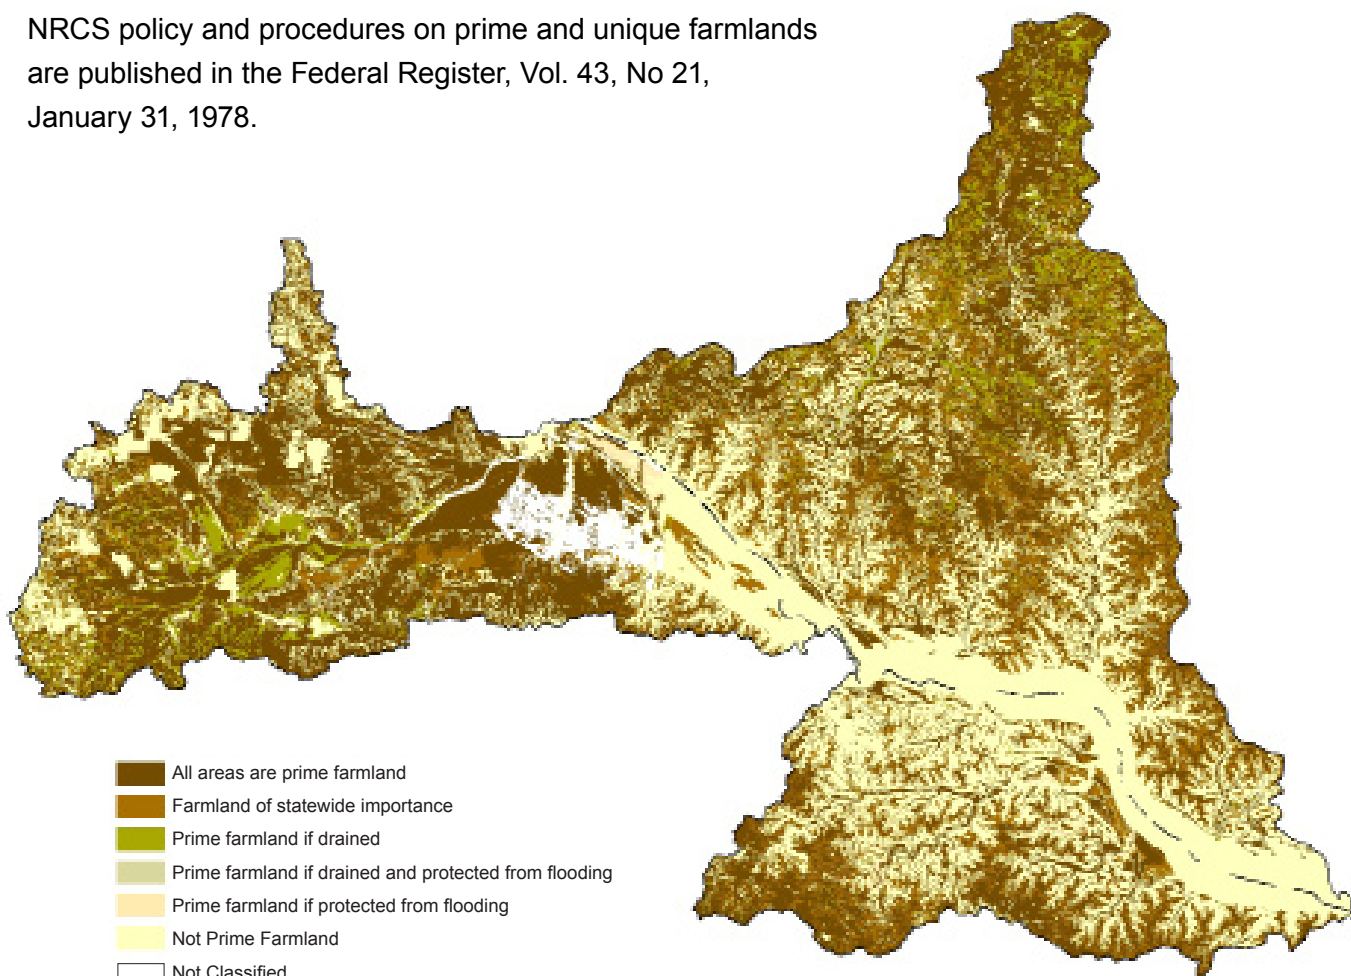 NRCS policy and procedures on prime and unique farmlands
are published in the Federal Register, Vol. 43, No 21,
January 31, 1978.
All areas are prime farmland
Farmland of statewide importance
Prime farmland if drained
Prime farmland if drained and protected from flooding
Prime farmland if protected from flooding
Not Prime Farmland
Not Classified